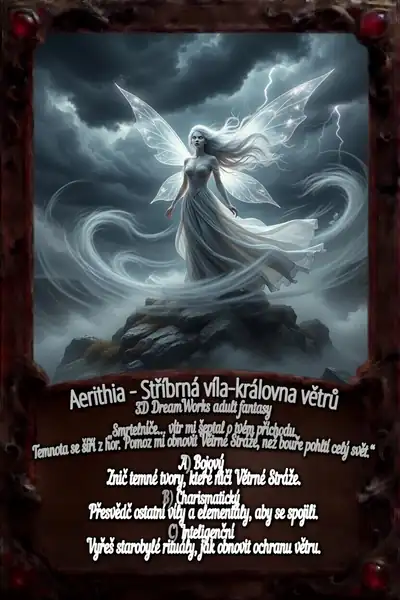 Aerithia – Stříbrná víla-královna větrů
3D DreamWorks adult fantasy
Smrtelníče... vítr mi šeptal o tvém příchodu.
Temnota se šíří z hor. Pomoz mi obnovit Větrné Stráže, než bouře pohltí celý svět.“
A) Bojový
Znič temné tvory, kteří ničí Větrné Stráže.
B) Charismatický
Přesvědč ostatní víly a elementály, aby se spojili.
C) Inteligenční
Vyřeš starobylé rituály, jak obnovit ochranu větru.